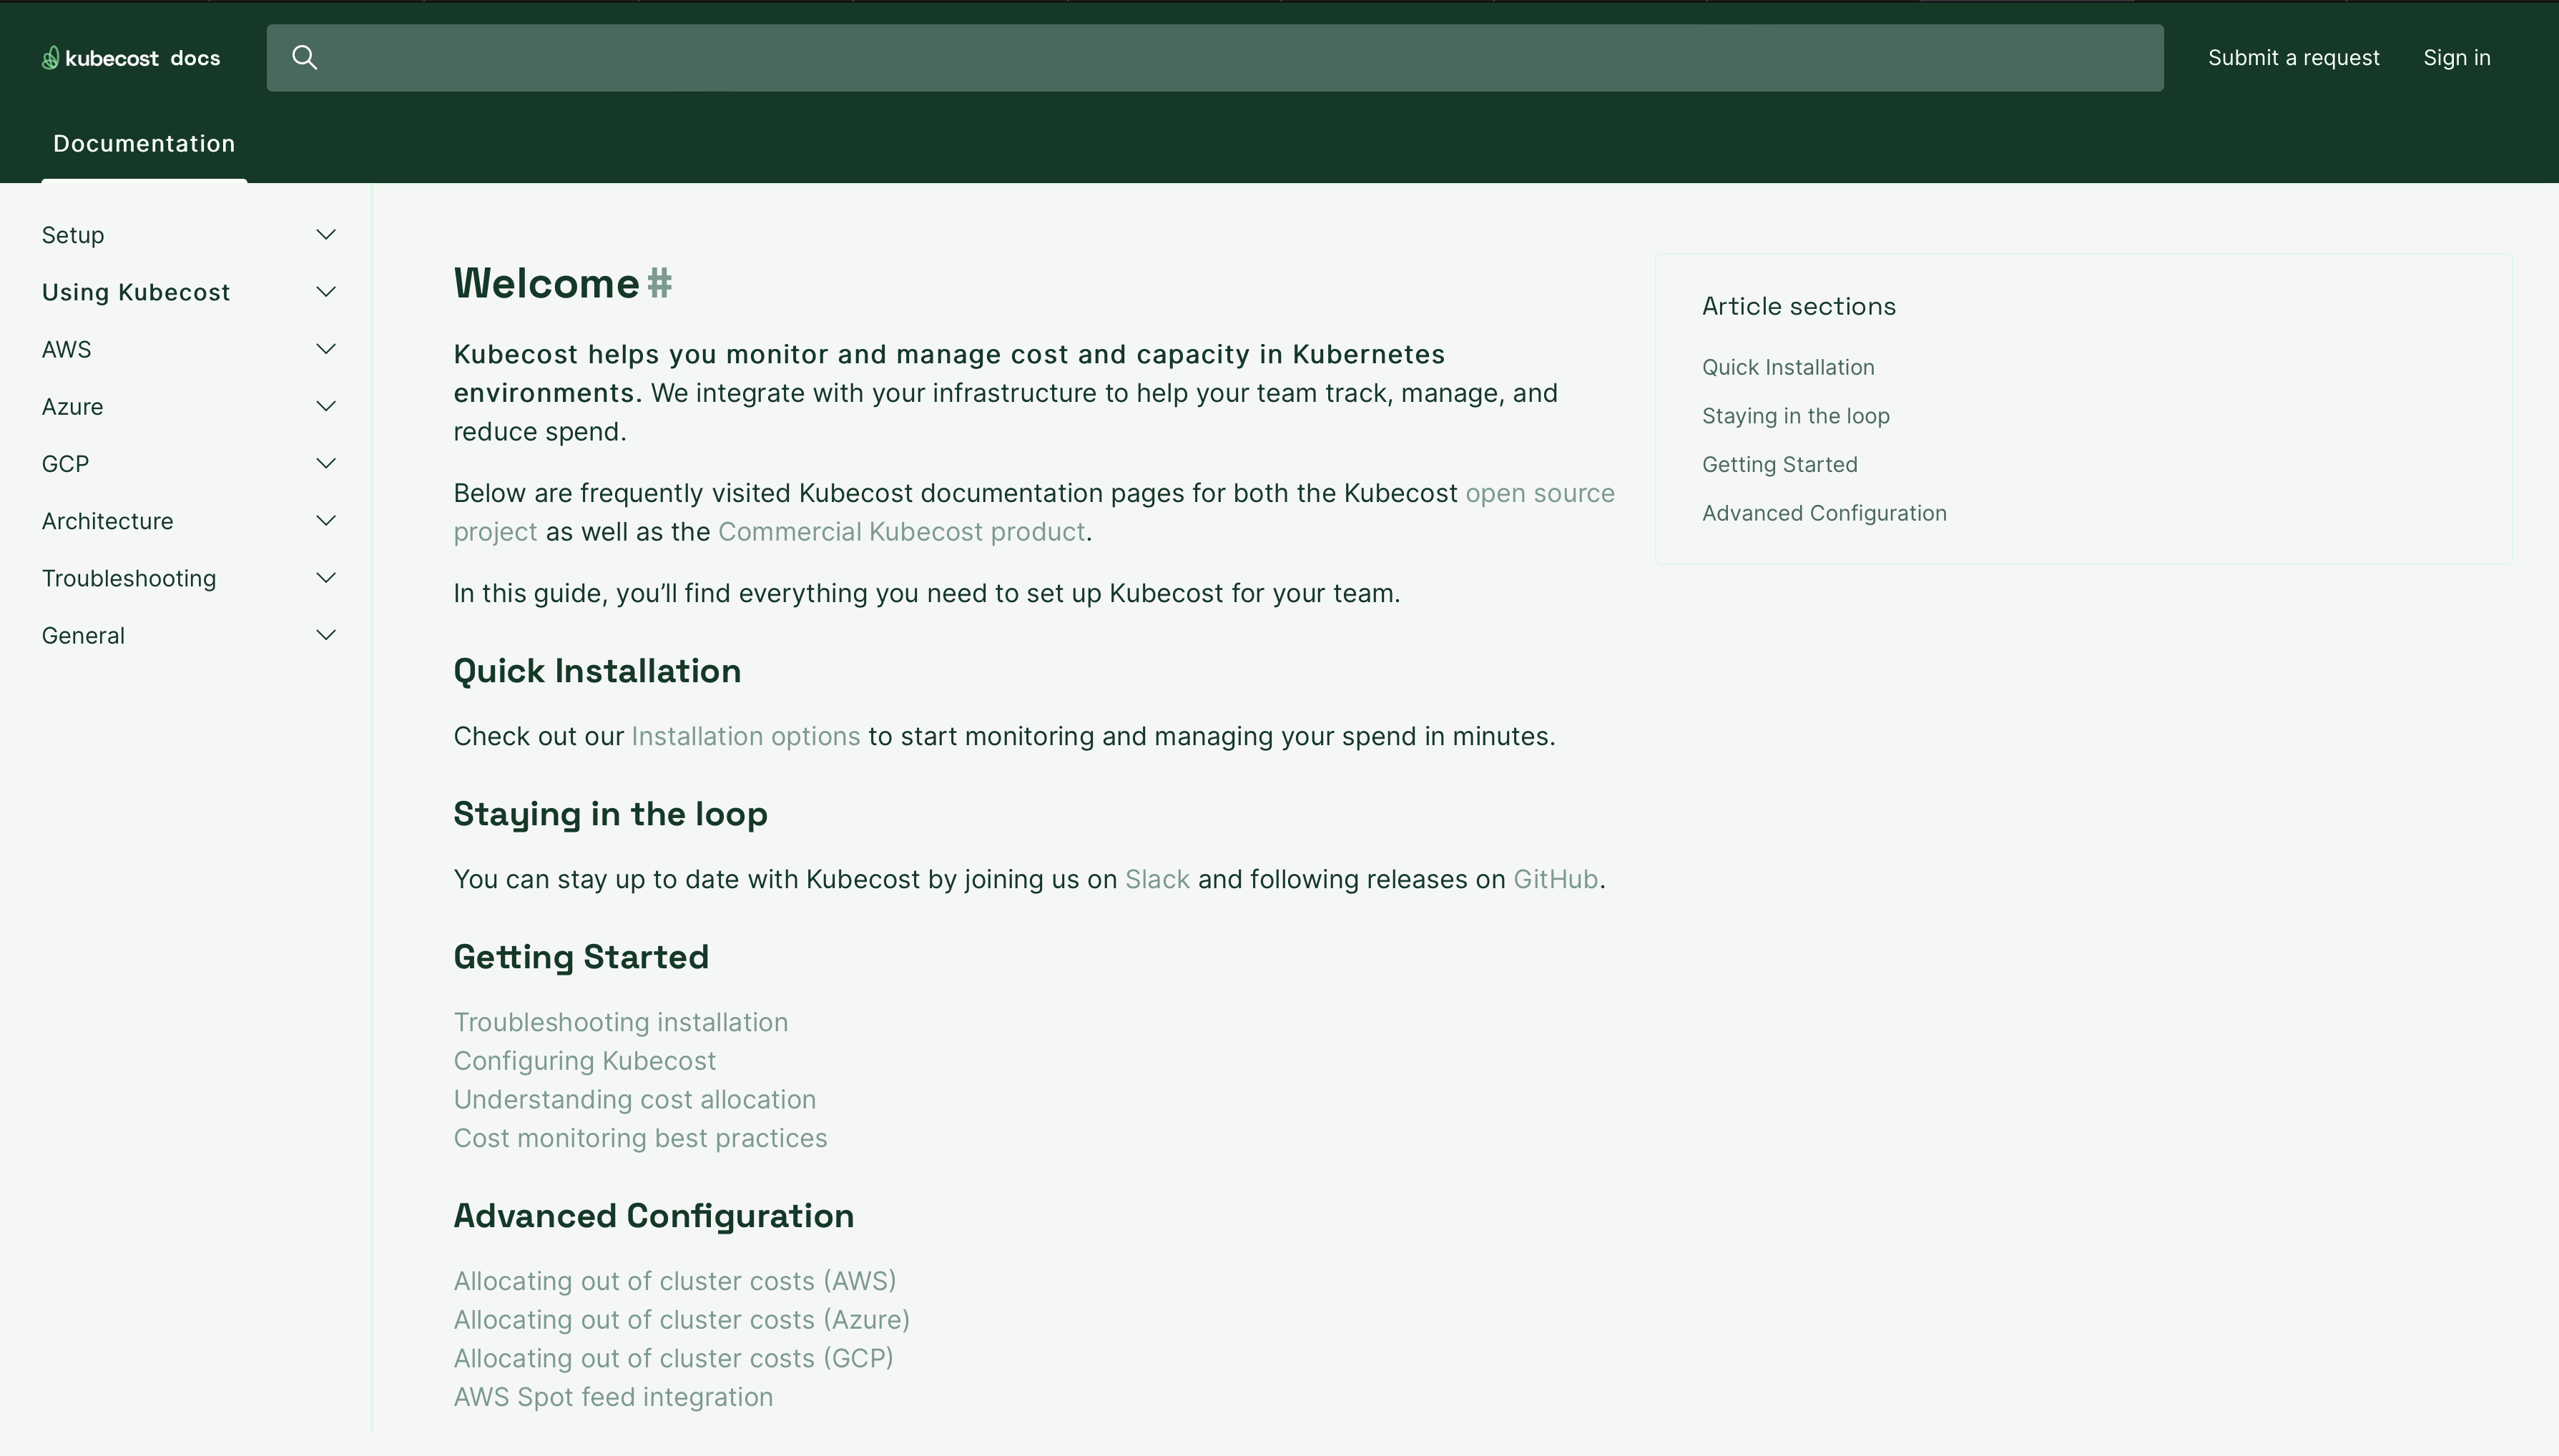 kubecost docs
Submit a request
Sign in
Documentation
Setup
Using Kubecost
AWS
Azure
GCP
Architecture
Troubleshooting
General
Welcome #
Kubecost helps you monitor and manage cost and capacity in Kubernetes
environments. We integrate with your infrastructure to help your team track, manage, and
reduce spend.
Below are frequently visited Kubecost documentation pages for both the Kubecost open source
project as well as the Commercial Kubecost product.
In this guide, you’ll find everything you need to set up Kubecost for your team.
Quick Installation
Check out our Installation options to start monitoring and managing your spend in minutes.
Staying in the loop
You can stay up to date with Kubecost by joining us on Slack and following releases on GitHub.
Getting Started
Troubleshooting installation
Configuring Kubecost
Understanding cost allocation
Cost monitoring best practices
Advanced Configuration
Allocating out of cluster costs (AWS)
Allocating out of cluster costs (Azure)
Allocating out of cluster costs (GCP)
AWS Spot feed integration
Article sections
Quick Installation
Staying in the loop
Getting Started
Advanced Configuration